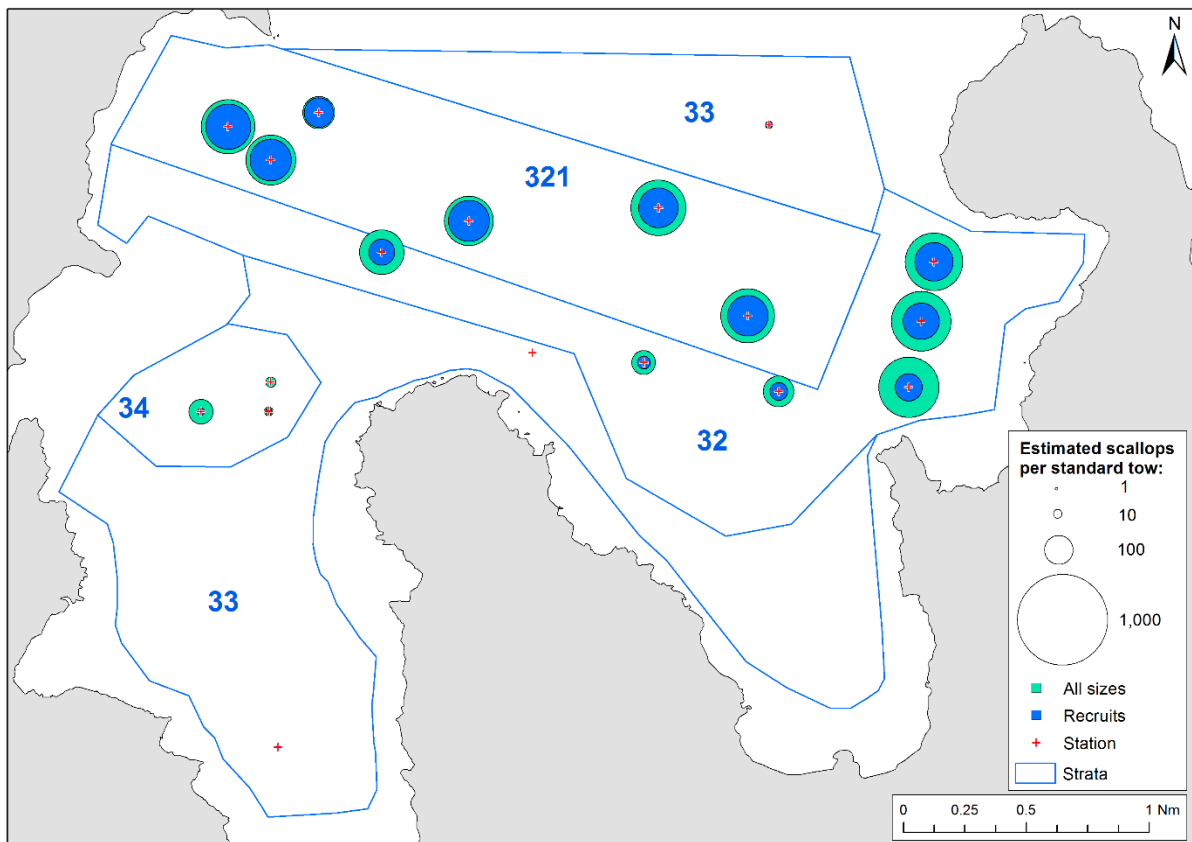 N
33
321
34
32
33
Estimated scallops
per standard tow:
1
10
100
1,000
All sizes
Recruits
Station
Strata
0 0.25 0.5 1 Nm